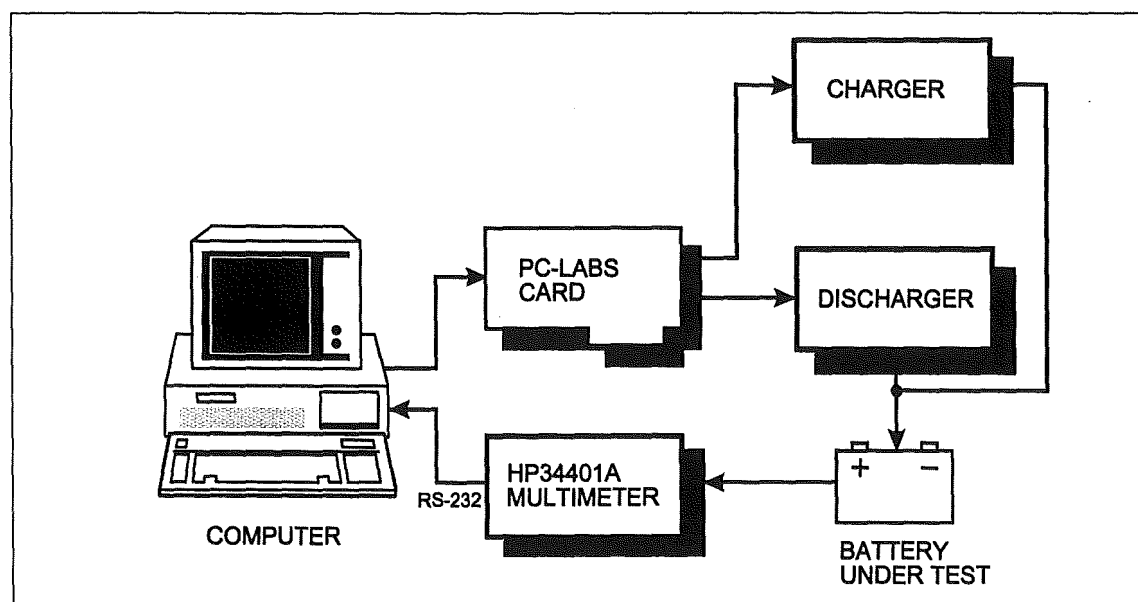 CHARGER
PC-LABS
CARD
DISCHARGER
HP34401A
MULTIMETER
RS-232
+ −
COMPUTER
BATTERY
UNDER TEST